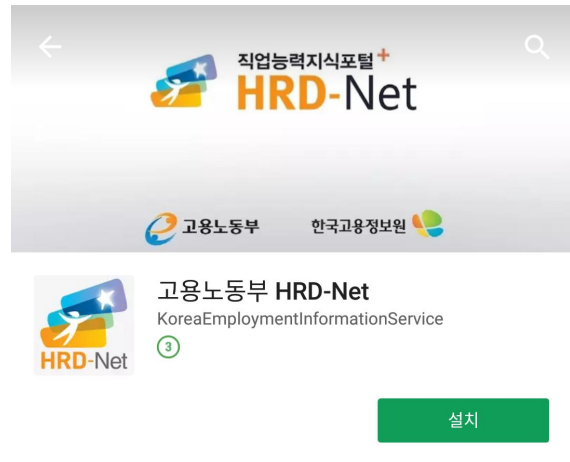 직업능력지식포털+
HRD-Net
고용노동부
한국고용정보원
HRD-Net
고용노동부 HRD-Net
KoreaEmploymentInformationService
3
설치